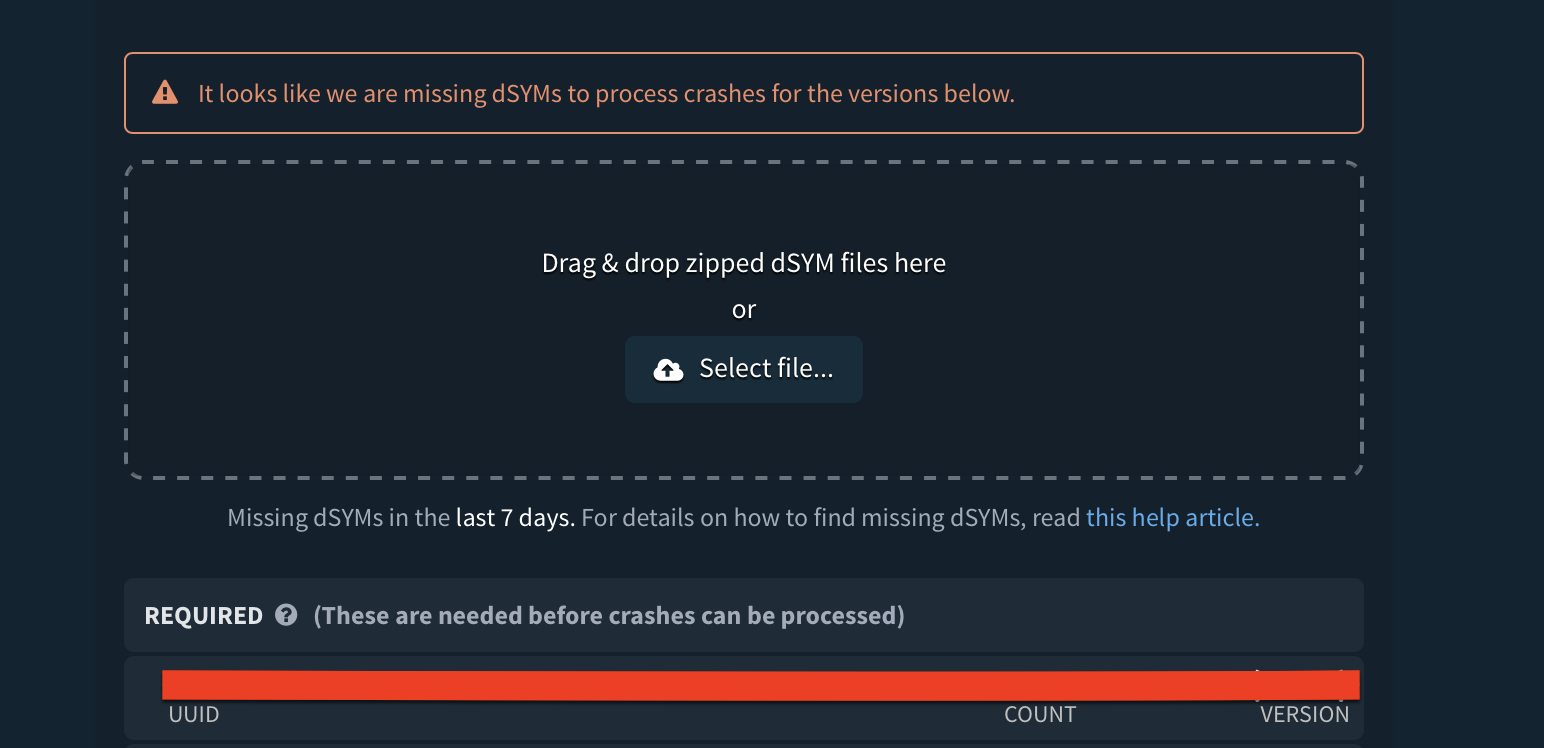 It looks like we are missing dSYMs to process crashes for the versions below.
Drag & drop zipped dSYM files here
or
Select file...
Missing dSYMs in the last 7 days. For details on how to find missing dSYMs, read this help article.
REQUIRED ? (These are needed before crashes can be processed)
UUID COUNT VERSION